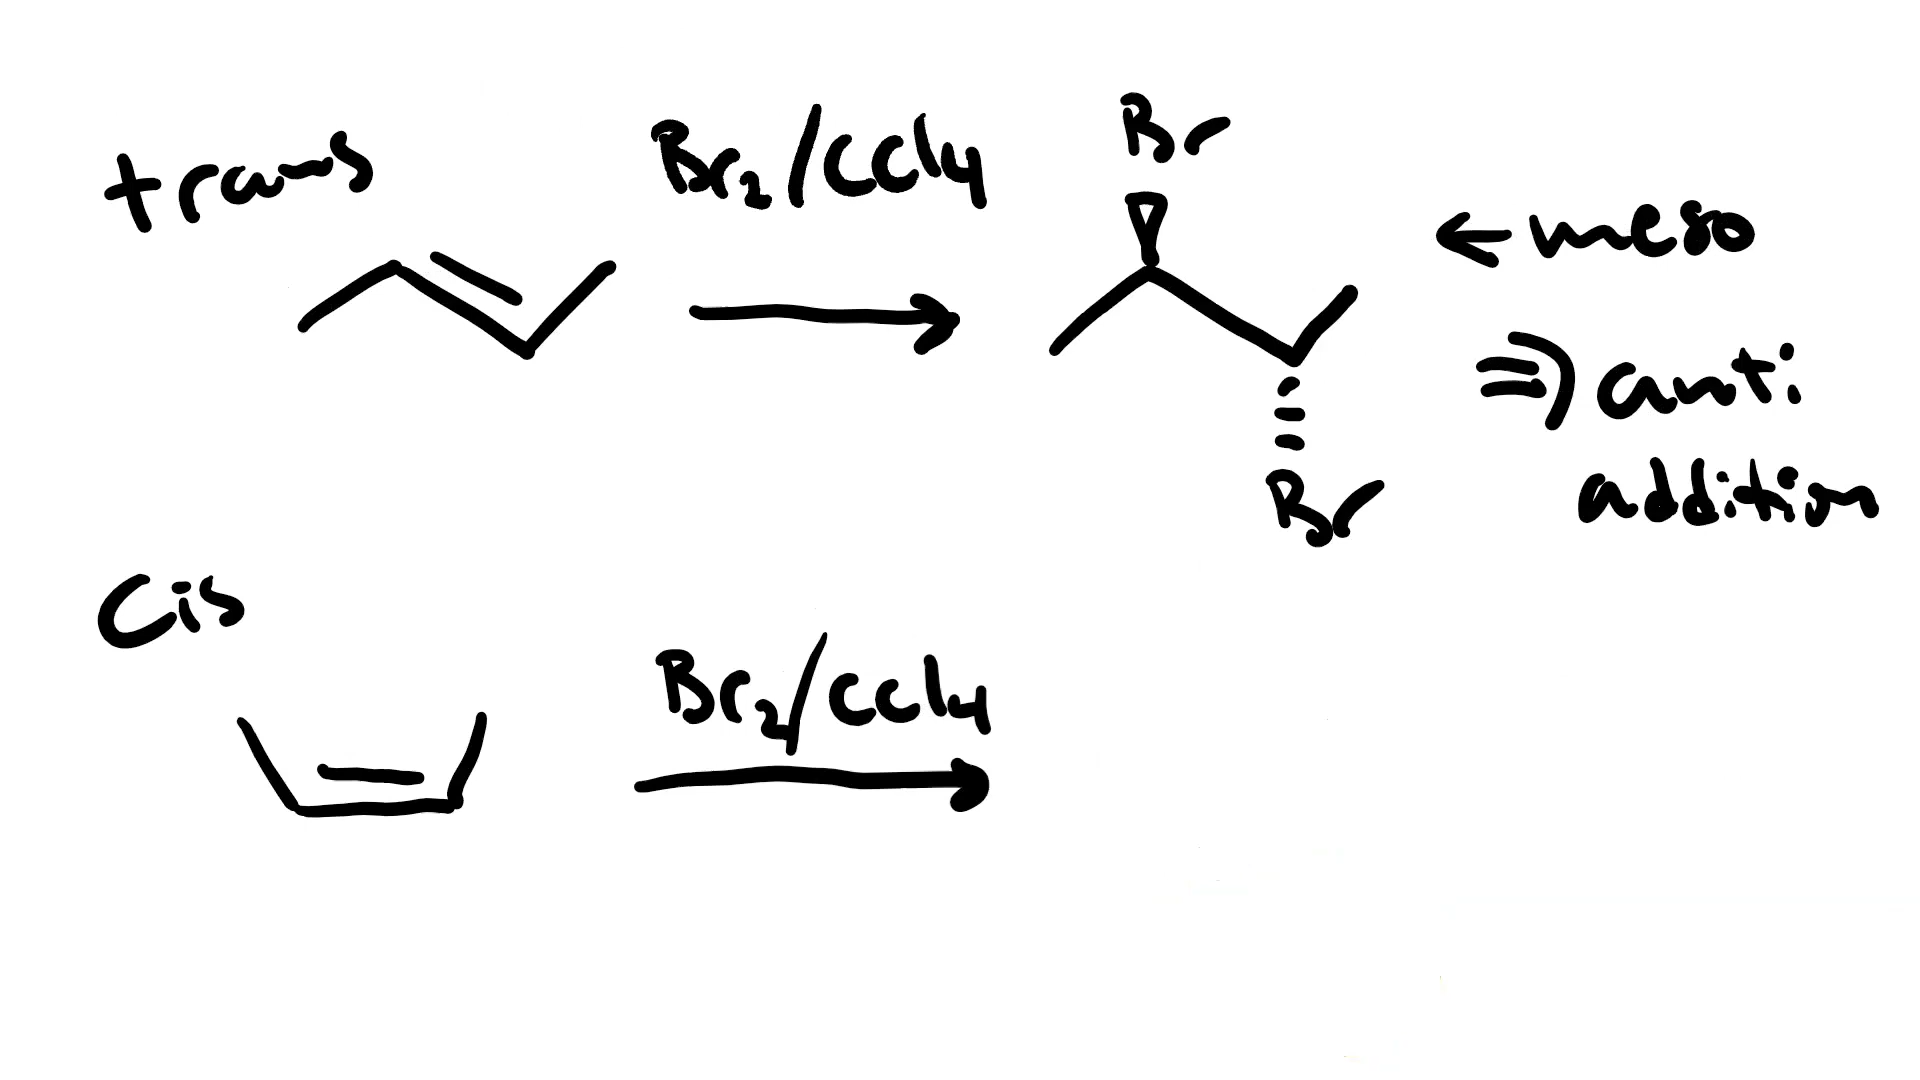 trans
Br₂/CCl₄
Br
← meso
⇒ anti
addition
Br
Cis
Br₂/CCl₄